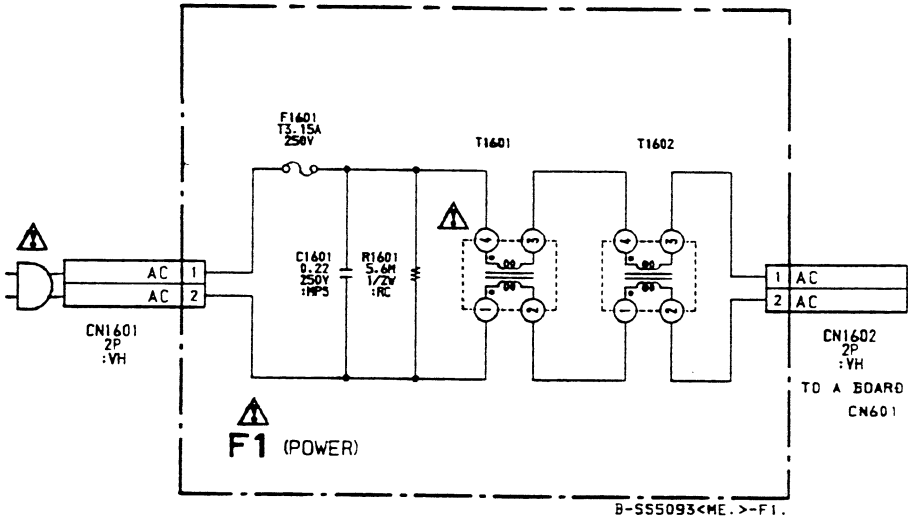 F1601
T3.15A
250V
T1601
T1602
4
3
4
3
C1601
0.22
250V
:MPS
R1601
5.6M
1/2W
:RC
AC 1
AC 2
1
2
1
2
1 AC
2 AC
CN1601
2P
:VH
CN1602
2P
:VH
TO A BOARD
CN601
F1 (POWER)
B-SS5093<ME.>-F1.